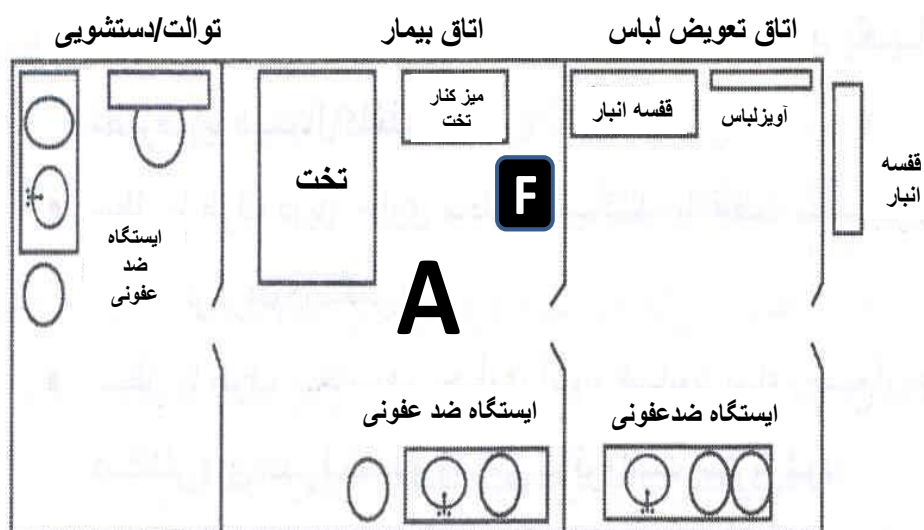 اتاق تعویض لباس
اتاق بیمار
توالت/دستشویی
آویزلباس
قفسه انبار
میز کنار
تخت
تخت
F
قفسه
انبار
ایستگاه
ضد
عفونی
A
ایستگاه ضدعفونی
ایستگاه ضد عفونی